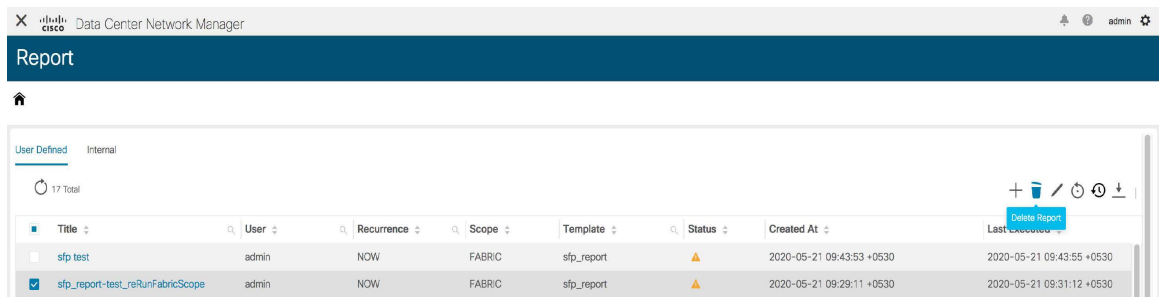 cisco Data Center Network Manager admin
Report
User Defined Internal
17 Total
Delete Report
Title User Recurrence Scope Template Status Created At Last Executed
sfp test admin NOW FABRIC sfp_report 2020-05-21 09:43:53 +0530 2020-05-21 09:43:55 +0530
sfp_report-test_reRunFabricScope admin NOW FABRIC sfp_report 2020-05-21 09:29:11 +0530 2020-05-21 09:31:12 +0530